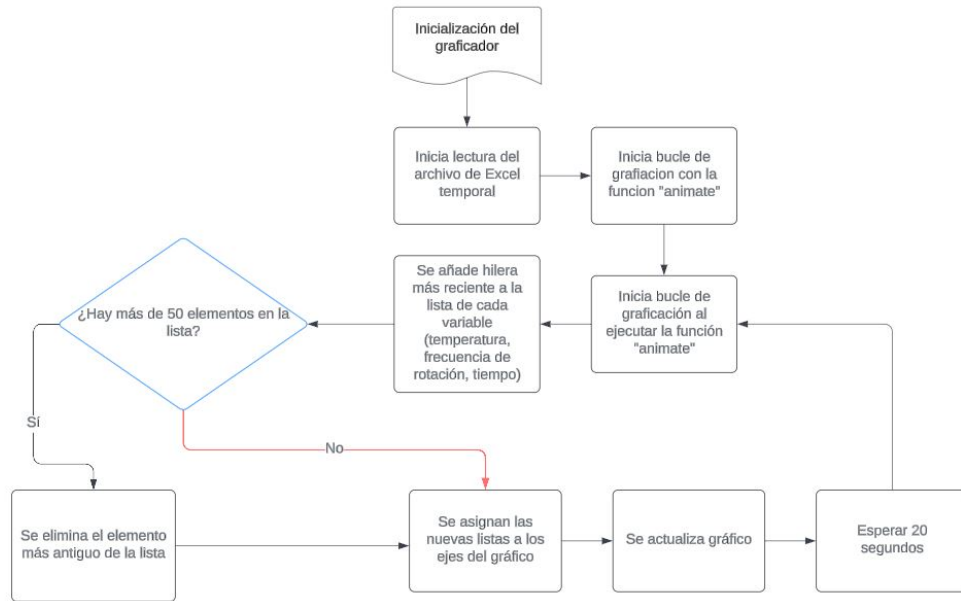 Inicialización del
graficador
Inicia lectura del
archivo de Excel
temporal
Inicia bucle de
grafiacion con la
funcion "animate"
Inicia bucle de
graficación al
ejecutar la función
"animate"
Se añade hilera
más reciente a la
lista de cada
variable
(temperatura,
frecuencia de
rotación, tiempo)
¿Hay más de 50 elementos en la
lista?
Sí
No
Se elimina el elemento
más antiguo de la lista
Se asignan las
nuevas listas a los
ejes del gráfico
Se actualiza gráfico
Esperar 20
segundos